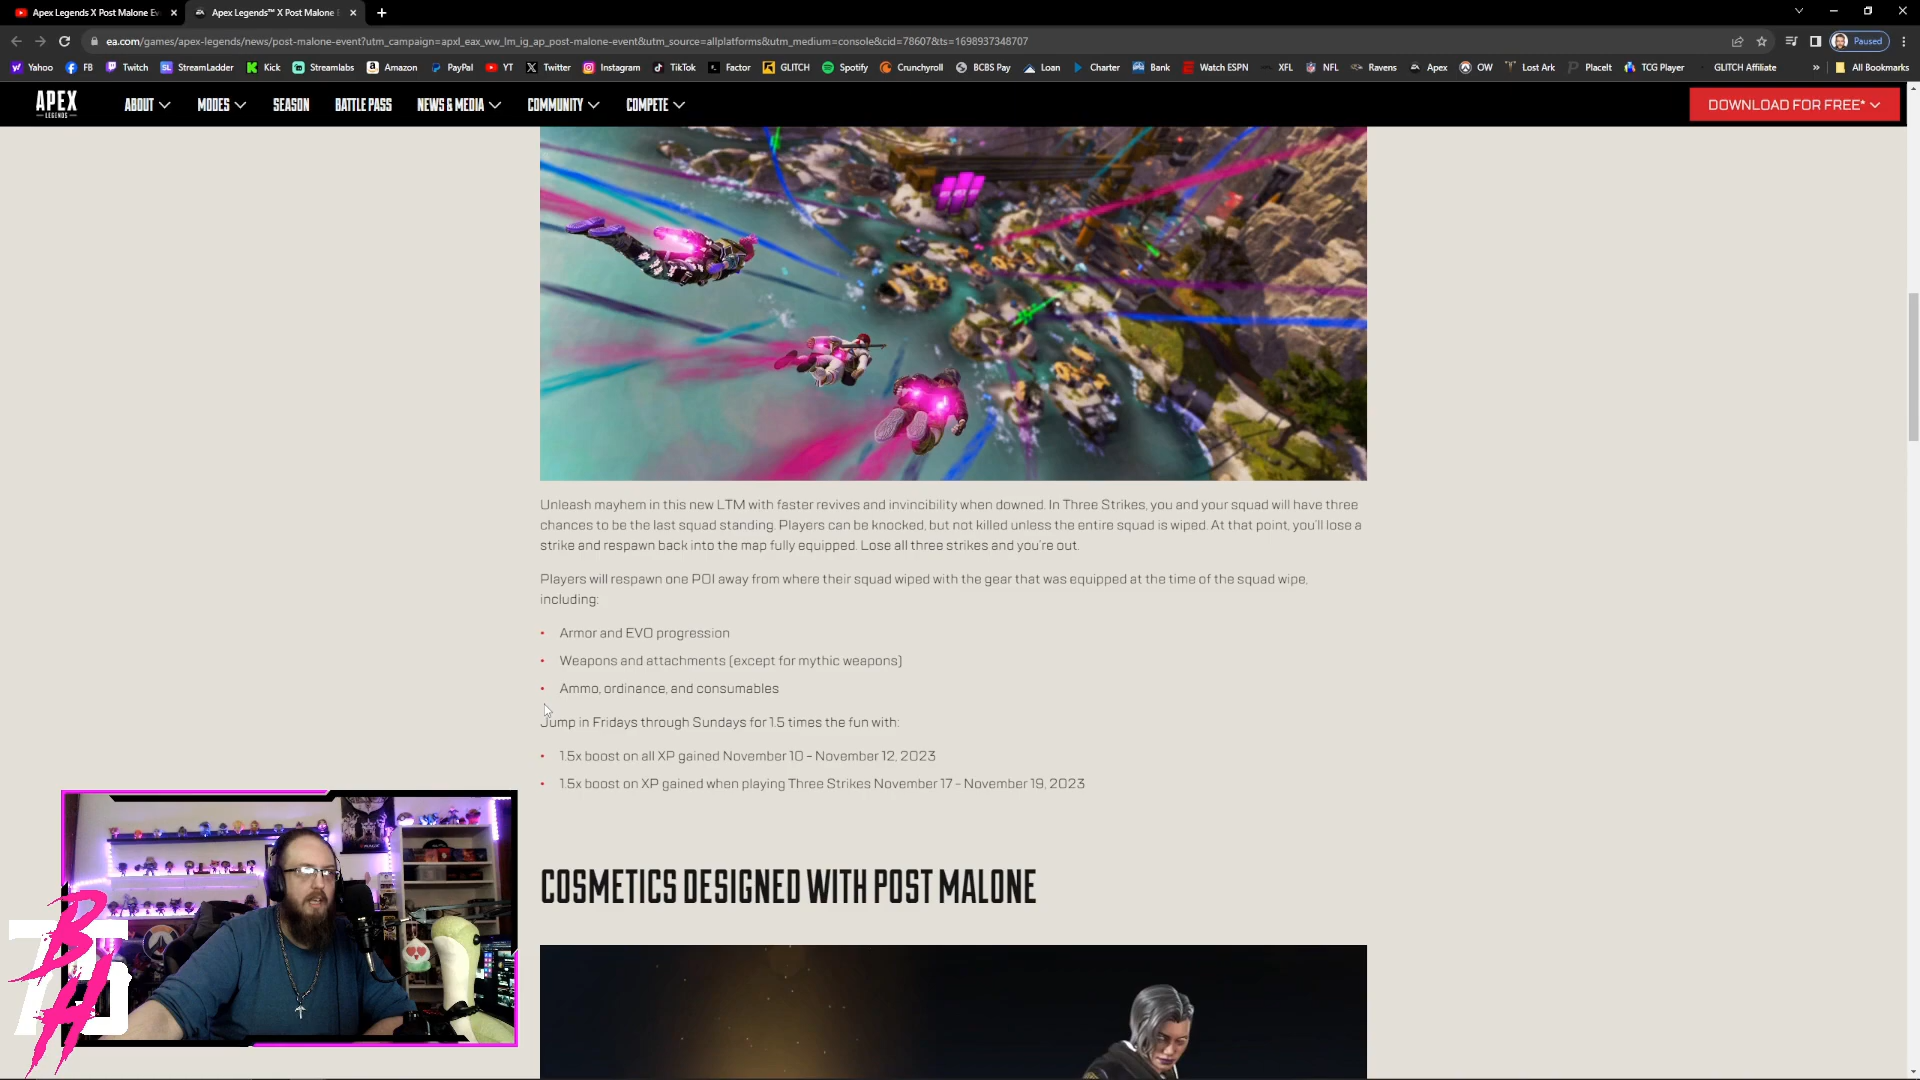 Apex Legends X Post Malone Ev
Apex Legends™ X Post Malone E
ea.com/games/apex-legends/news/post-malone-event?utm_campaign=apxl_eax_ww_lm_ig_ap_post-malone-event&utm_source=allplatforms&utm_medium=console&cid=78607&ts=1698937348707
Paused
Yahoo FB Twitch StreamLadder Kick Streamlabs Amazon PayPal YT Twitter Instagram TikTok Factor GLITCH Spotify Crunchyroll BCBS Pay Loan Charter Bank Watch ESPN XFL NFL Ravens Apex OW Lost Ark PlaceIt TCG Player GLITCH Affiliate » All Bookmarks
APEX
LEGENDS
ABOUT MODES SEASON BATTLE PASS NEWS & MEDIA COMMUNITY COMPETE
DOWNLOAD FOR FREE*
Unleash mayhem in this new LTM with faster revives and invincibility when downed. In Three Strikes, you and your squad will have three
chances to be the last squad standing. Players can be knocked, but not killed unless the entire squad is wiped. At that point, you'll lose a
strike and respawn back into the map fully equipped. Lose all three strikes and you're out.
Players will respawn one POI away from where their squad wiped with the gear that was equipped at the time of the squad wipe,
including:
• Armor and EVO progression
• Weapons and attachments (except for mythic weapons)
• Ammo, ordinance, and consumables
Jump in Fridays through Sundays for 1.5 times the fun with:
• 1.5x boost on all XP gained November 10 – November 12, 2023
• 1.5x boost on XP gained when playing Three Strikes November 17 – November 19, 2023
COSMETICS DESIGNED WITH POST MALONE